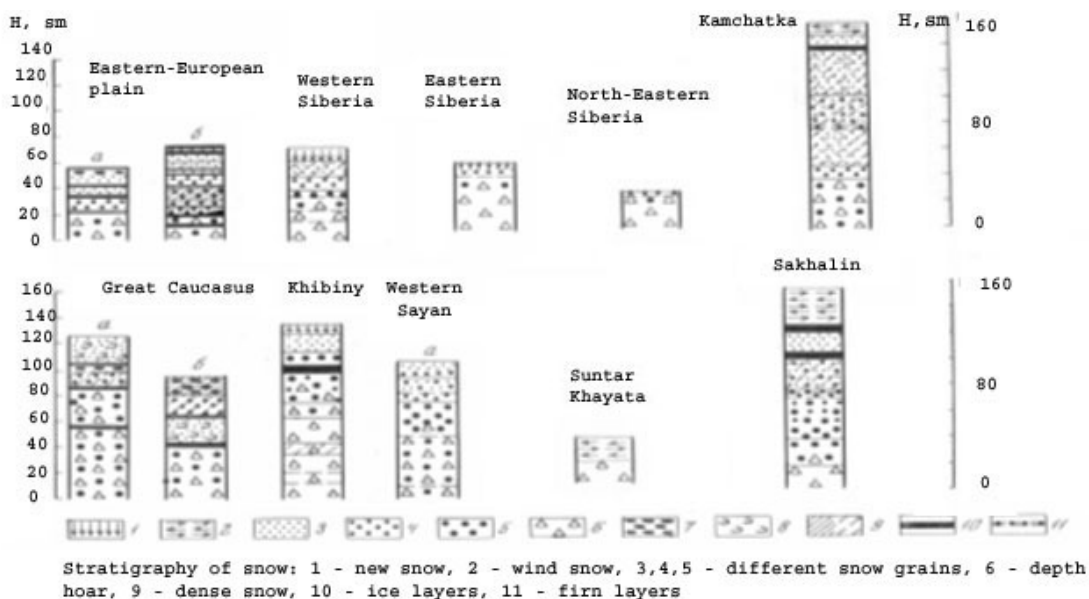 H, sm
Kamchatka
H,sm
140
120
100
80
60
40
20
0
Eastern-European
plain
а
б
Western
Siberia
Eastern
Siberia
North-Eastern
Siberia
160
80
0
160
140
120
100
80
60
40
20
0
Great Caucasus
а
б
Khibiny
Western
Sayan
а
Suntar
Khayata
Sakhalin
160
80
0
1 2 3 4 5 6 7 8 9 10 11
Stratigraphy of snow: 1 - new snow, 2 - wind snow, 3,4,5 - different snow grains, 6 - depth
hoar, 9 - dense snow, 10 - ice layers, 11 - firn layers